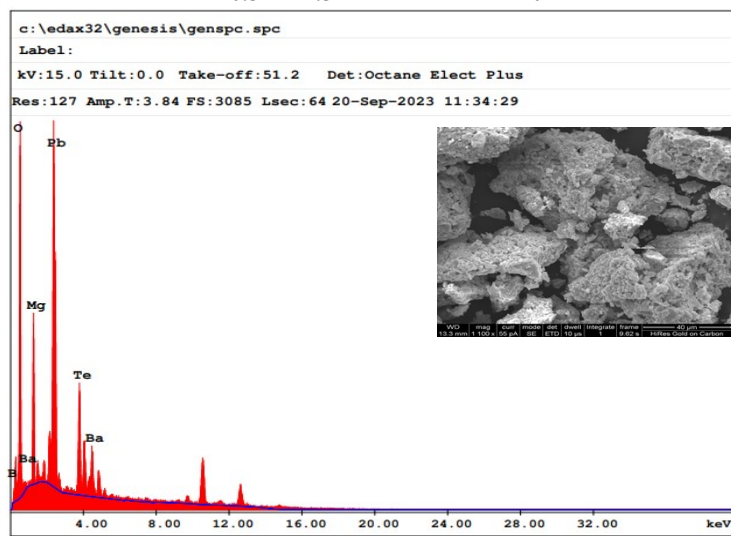 c:\edax32\genesis\genspc.spc
Label:
kV:15.0 Tilt:0.0 Take-off:51.2 Det:Octane Elect Plus
Res:127 Amp.T:3.84 FS:3085 Lsec:64 20-Sep-2023 11:34:29
O
Pb
Mg
Te
Ba
Ba
B
WD mag curr mode det dwell Integrate frame 40 µm
13.3 mm 1 100 x 55 pA SE ETD 10 µs 1 9.62 s HiRes Gold on Carbon
4.00 8.00 12.00 16.00 20.00 24.00 28.00 32.00 keV